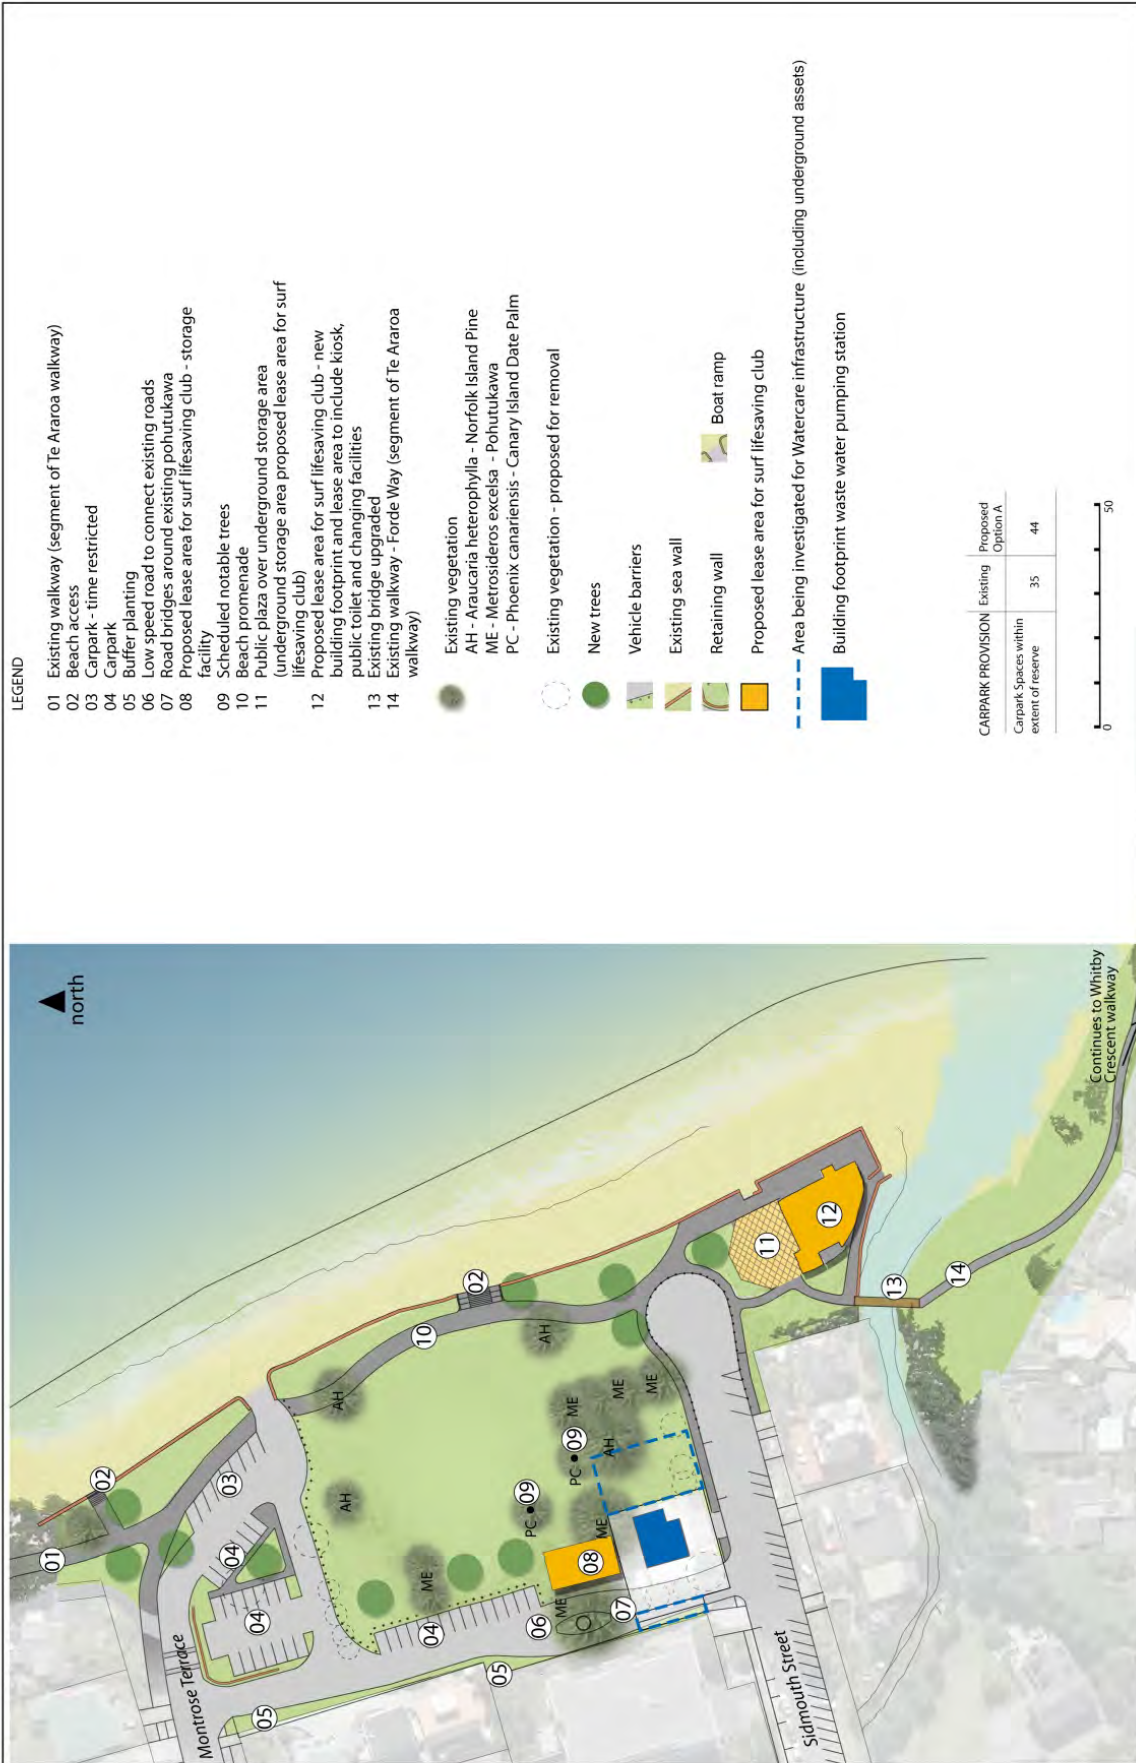 LEGEND
01 Existing walkway (segment of Te Araroa walkway)
02 Beach access
03 Carpark - time restricted
04 Carpark
05 Buffer planting
06 Low speed road to connect existing roads
07 Road bridges around existing pohutukawa
08 Proposed lease area for surf lifesaving club - storage
facility
09 Scheduled notable trees
10 Beach promenade
11 Public plaza over underground storage area
(underground storage area proposed lease area for surf
lifesaving club)
12 Proposed lease area for surf lifesaving club - new
building footprint and lease area to include kiosk,
public toilet and changing facilities
13 Existing bridge upgraded
14 Existing walkway - Forde Way (segment of Te Araroa
walkway)
Existing vegetation
AH - Araucaria heterophylla - Norfolk Island Pine
ME - Metrosideros excelsa - Pohutukawa
PC - Phoenix canariensis - Canary Island Date Palm
Existing vegetation - proposed for removal
New trees
Vehicle barriers
Existing sea wall
Retaining wall
Boat ramp
Proposed lease area for surf lifesaving club
Area being investigated for Watercare infrastructure (including underground assets)
Building footprint waste water pumping station
CARPARK PROVISION Existing Proposed
Option A
Carpark Spaces within
extent of reserve 35 44
0 50
north
01
02
03
04
04
05
Montrose Terrace
AH
AH
10
02
ME
04
05
06
PC 09
AH
ME
PC 09
ME
ME
AH
ME
ME
07
08
Sidmouth Street
11
12
13
14
Continues to Whitby
Crescent walkway